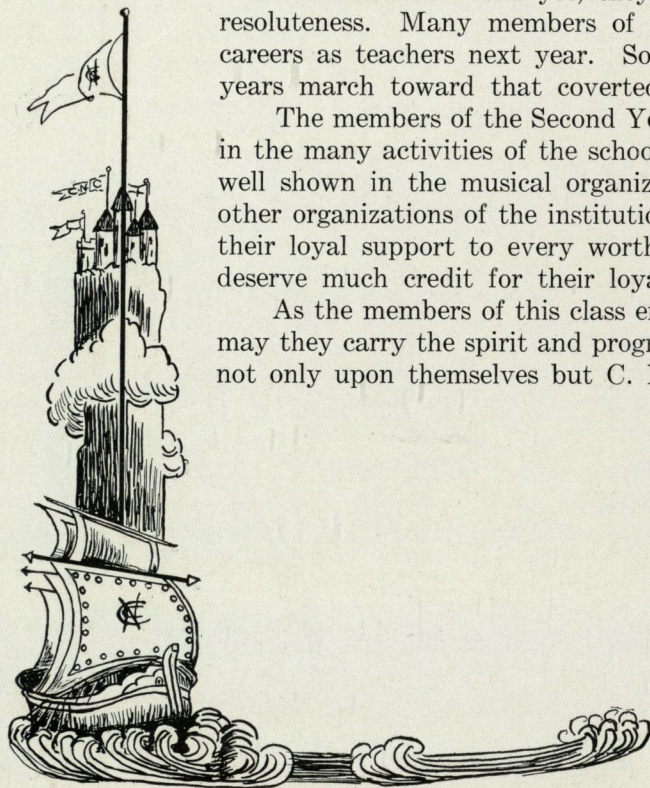 resoluteness. Many members of
careers as teachers next year. So
years march toward that coverted
The members of the Second Ye
in the many activities of the schoo
well shown in the musical organiz
other organizations of the institutio
their loyal support to every worth
deserve much credit for their loya
As the members of this class en
may they carry the spirit and progr
not only upon themselves but C.